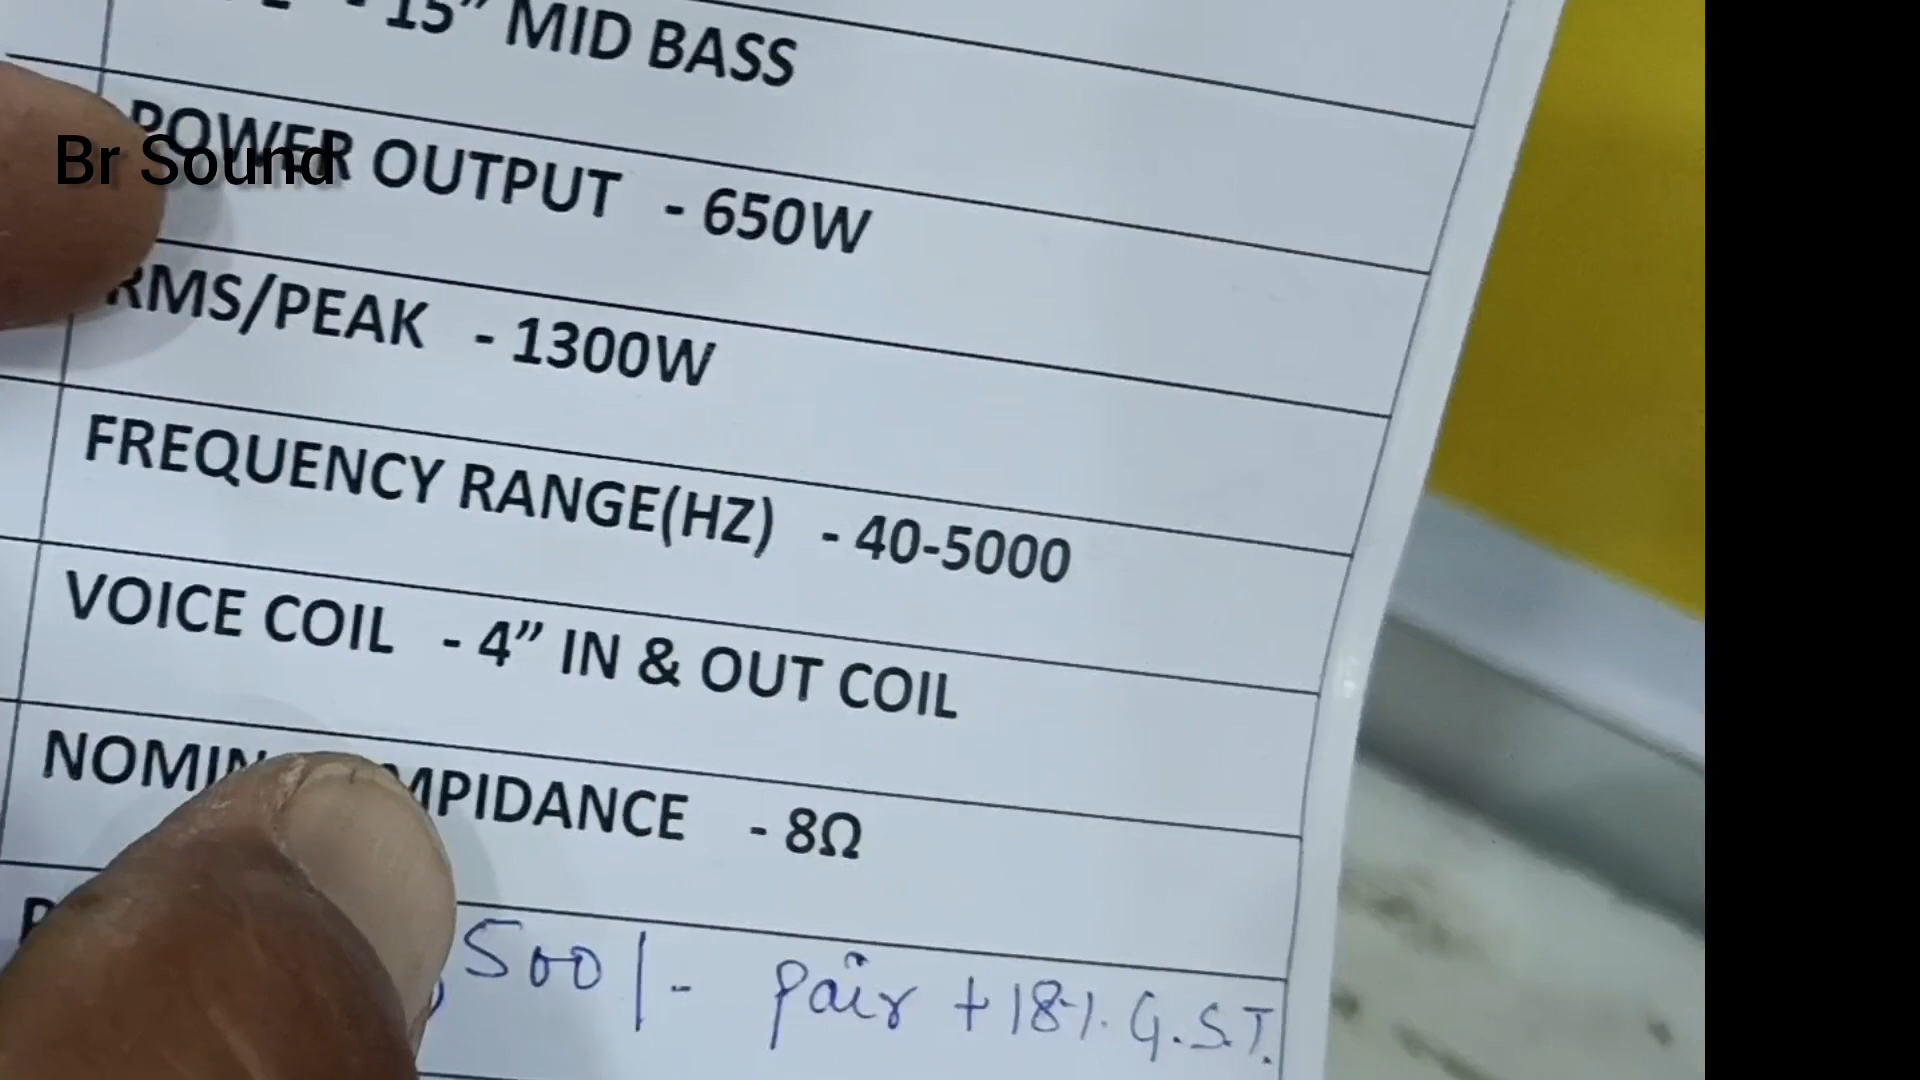 - 15” MID BASS
Br Sound
POWER OUTPUT - 650W
RMS/PEAK - 1300W
FREQUENCY RANGE(HZ) - 40-5000
VOICE COIL - 4” IN & OUT COIL
- 8Ω
500/- pair + 18%. G.S.T.